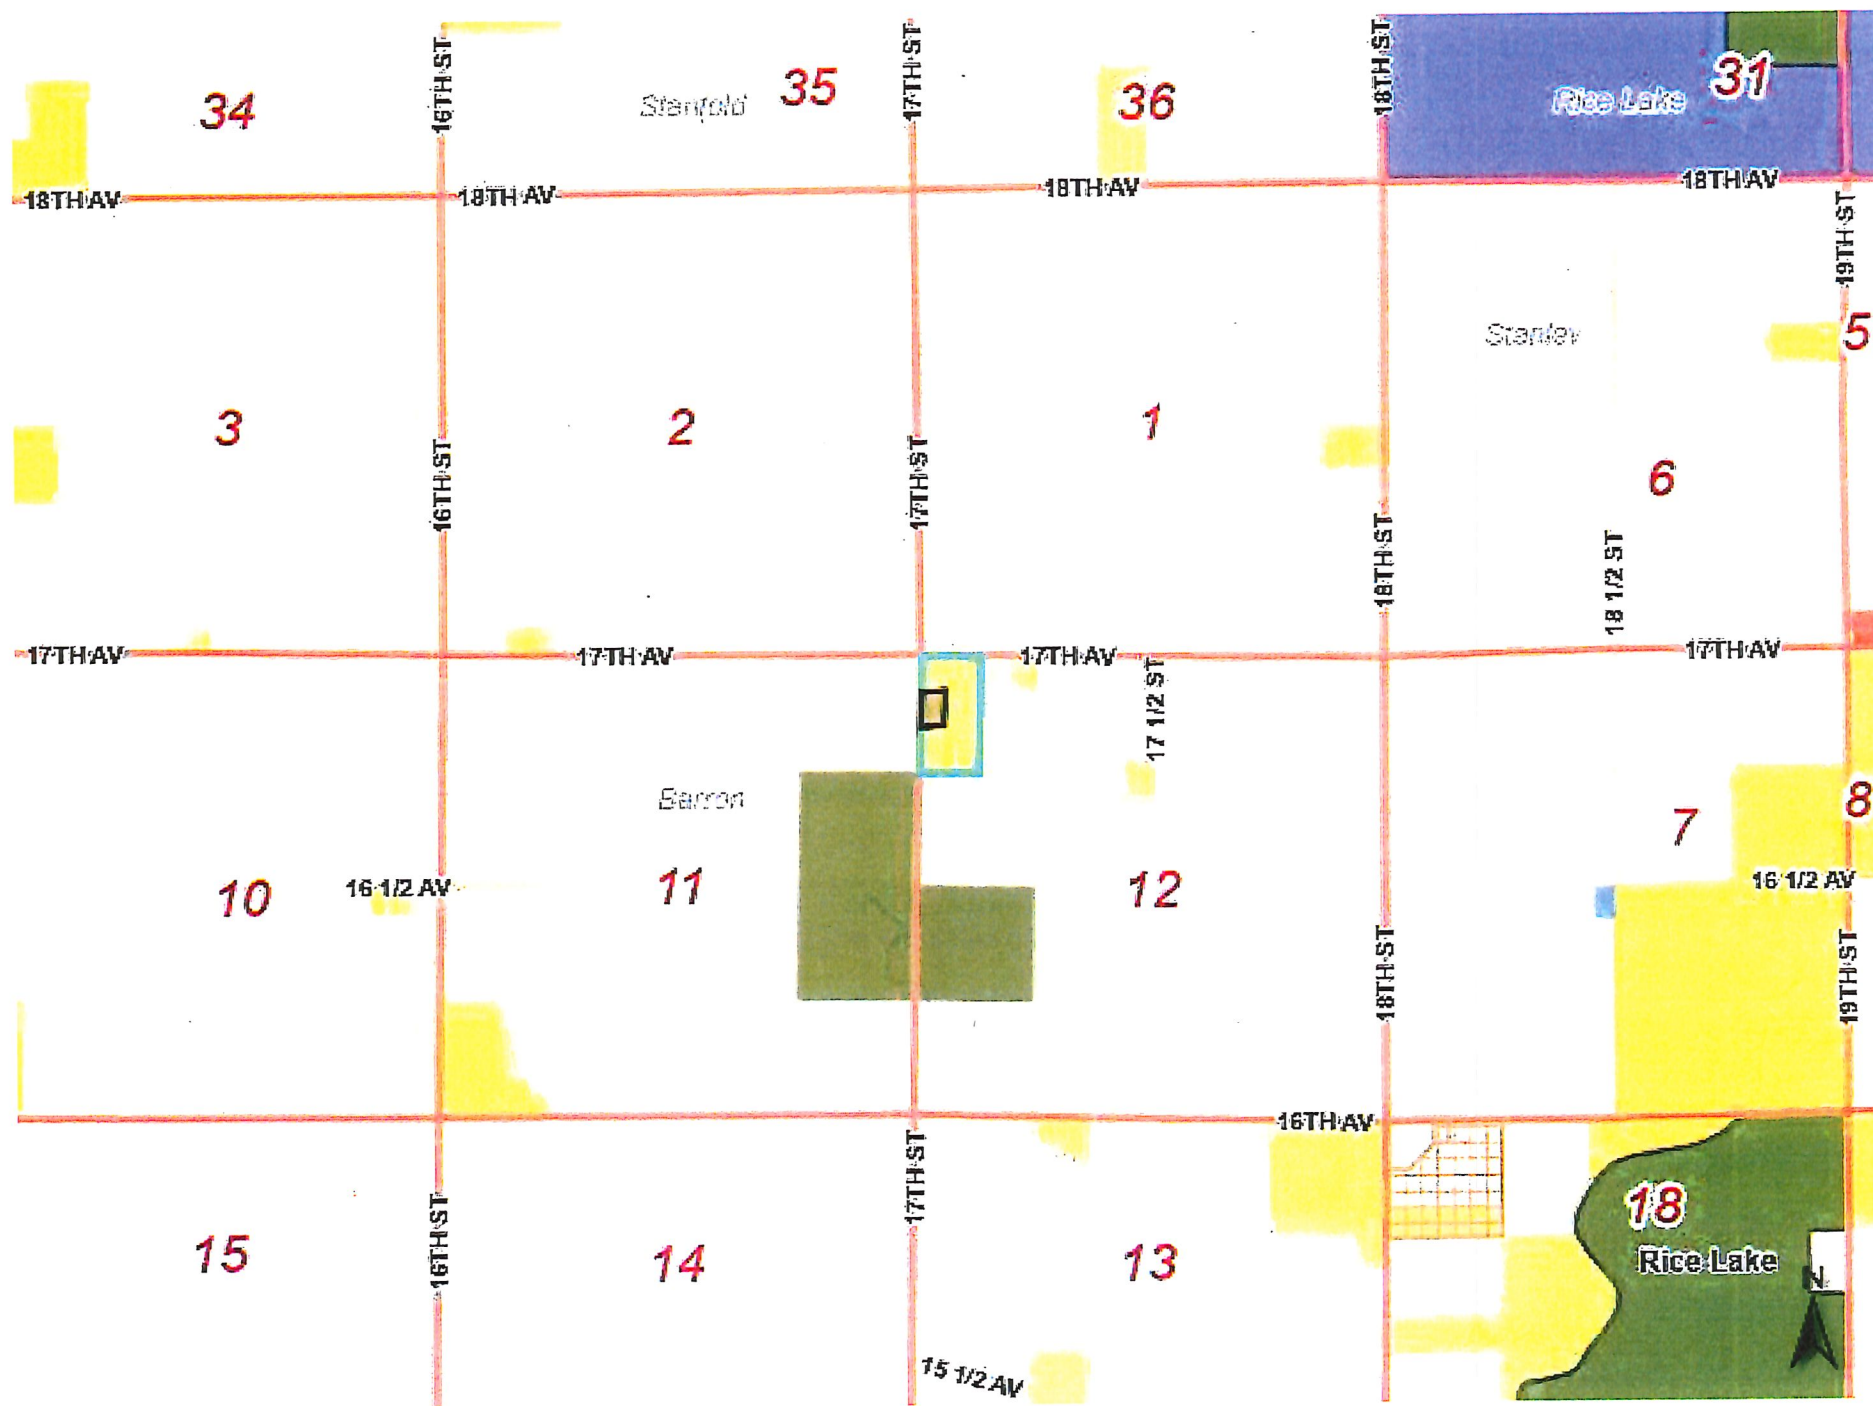 16TH ST
17TH ST
18TH ST
34
Stanfold
35
36
Rice Lake
31
18TH AV
18TH AV
18TH AV
18TH AV
19TH ST
Stanley
5
3
2
1
6
16TH ST
17TH ST
18TH ST
18 1/2 ST
17TH AV
17TH AV
17TH AV
17TH AV
17 1/2 ST
Barron
7
8
10
16 1/2 AV
11
12
16 1/2 AV
18TH ST
19TH ST
16TH AV
16TH ST
17TH ST
15
14
13
18
Rice Lake
N
15 1/2 AV